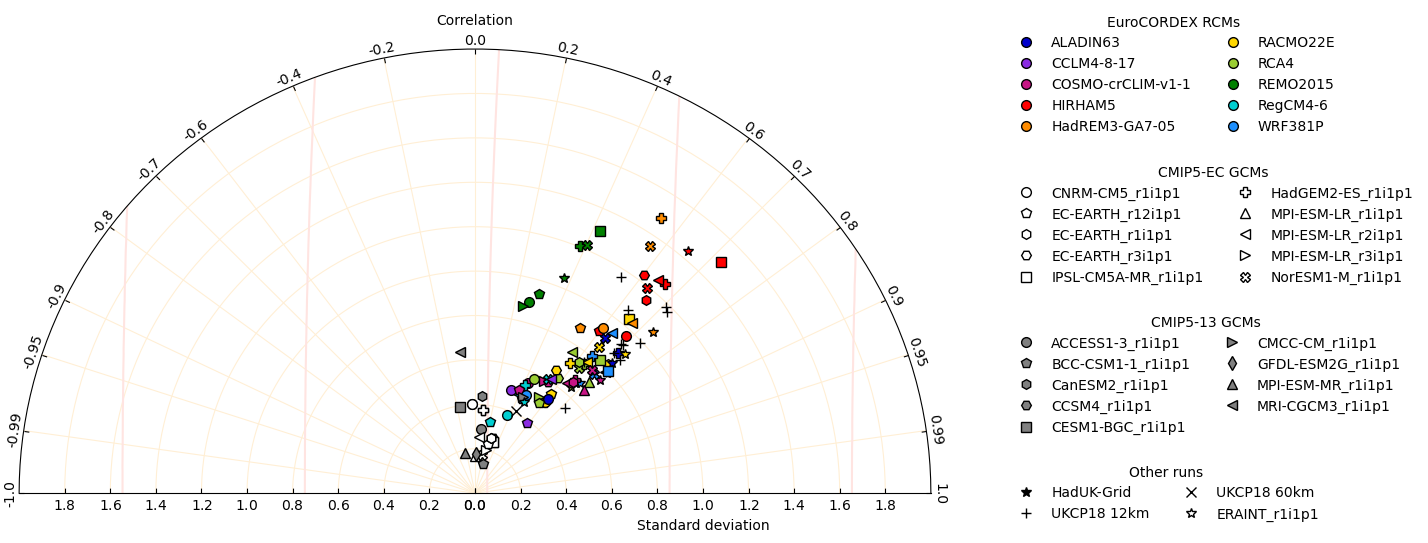 Correlation
0.0
-0.2 0.2
-0.4 0.4
-0.6 0.6
-0.7 0.7
-0.8 0.8
-0.9 0.9
-0.95 0.95
-0.99 0.99
-1.0 1.0
1.8 1.6 1.4 1.2 1.0 0.8 0.6 0.4 0.2 0.0 0.2 0.4 0.6 0.8 1.0 1.2 1.4 1.6 1.8
Standard deviation
EuroCORDEX RCMs
ALADIN63 RACMO22E
CCLM4-8-17 RCA4
COSMO-crCLIM-v1-1 REMO2015
HIRHAM5 RegCM4-6
HadREM3-GA7-05 WRF381P
CMIP5-EC GCMs
CNRM-CM5_r1i1p1 HadGEM2-ES_r1i1p1
EC-EARTH_r12i1p1 MPI-ESM-LR_r1i1p1
EC-EARTH_r1i1p1 MPI-ESM-LR_r2i1p1
EC-EARTH_r3i1p1 MPI-ESM-LR_r3i1p1
IPSL-CM5A-MR_r1i1p1 NorESM1-M_r1i1p1
CMIP5-13 GCMs
ACCESS1-3_r1i1p1 CMCC-CM_r1i1p1
BCC-CSM1-1_r1i1p1 GFDL-ESM2G_r1i1p1
CanESM2_r1i1p1 MPI-ESM-MR_r1i1p1
CCSM4_r1i1p1 MRI-CGCM3_r1i1p1
CESM1-BGC_r1i1p1
Other runs
HadUK-Grid UKCP18 60km
UKCP18 12km ERAINT_r1i1p1